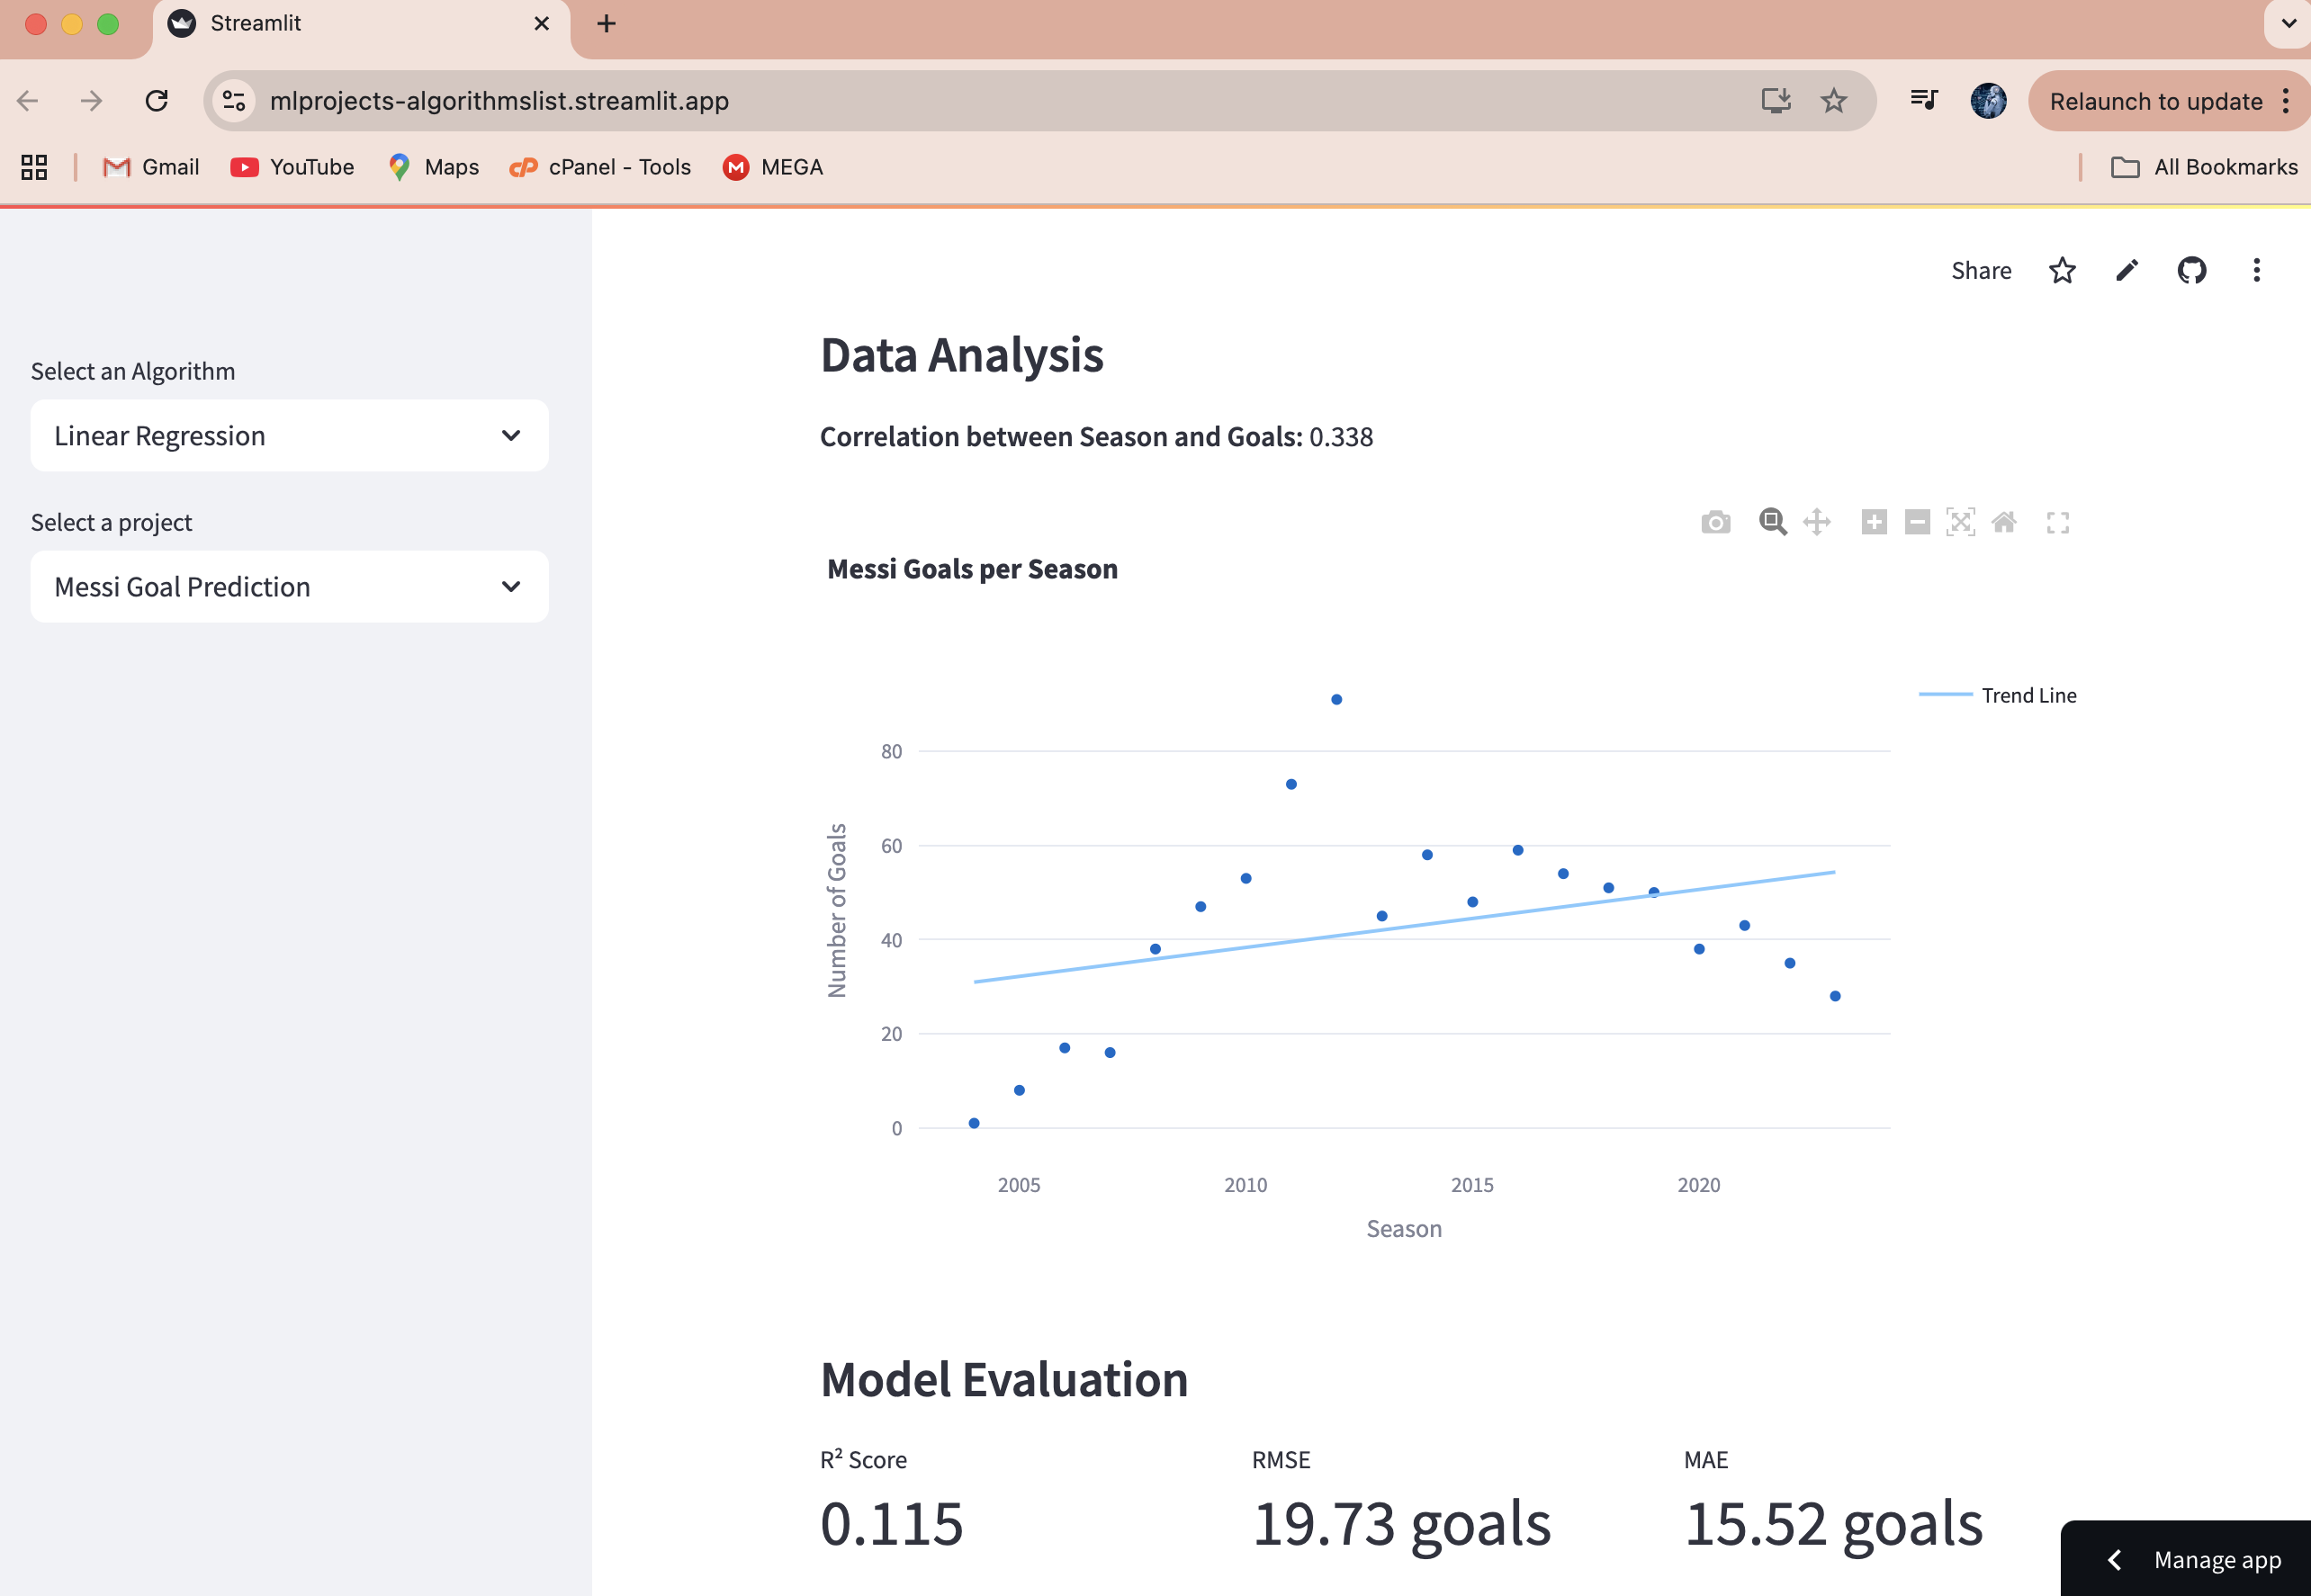 Streamlit
mlprojects-algorithmslist.streamlit.app
Relaunch to update
Gmail
YouTube
Maps
cPanel - Tools
MEGA
All Bookmarks
Share
Select an Algorithm
Linear Regression
Select a project
Messi Goal Prediction
Data Analysis
Correlation between Season and Goals: 0.338
Messi Goals per Season
Trend Line
80
60
40
20
0
Number of Goals
2005
2010
2015
2020
Season
Model Evaluation
R² Score
RMSE
MAE
0.115
19.73 goals
15.52 goals
Manage app